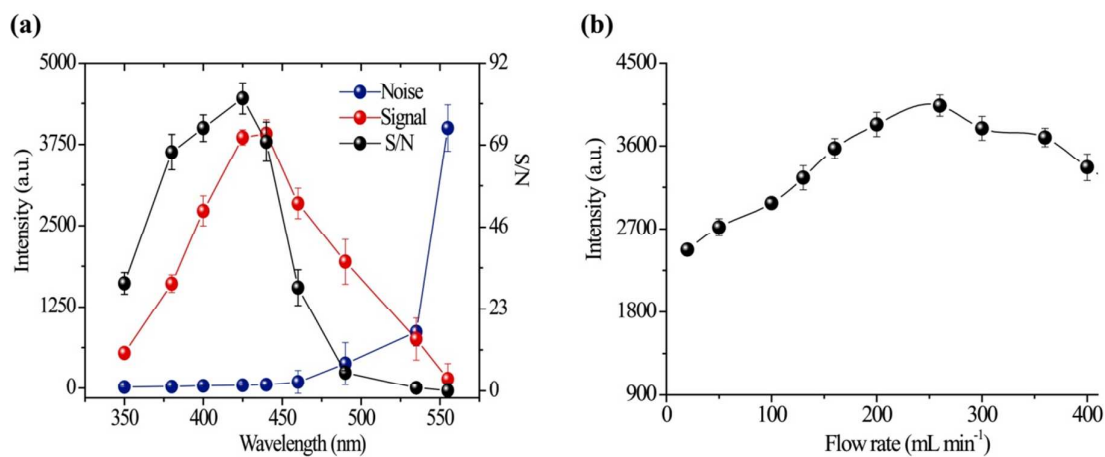 (a)
5000
3750
2500
1250
0
Intensity (a.u.)
92
69
46
23
0
S/N
Noise
Signal
S/N
350 400 450 500 550
Wavelength (nm)
(b)
4500
3600
2700
1800
900
Intensity (a.u.)
0 100 200 300 400
Flow rate (mL min⁻¹)